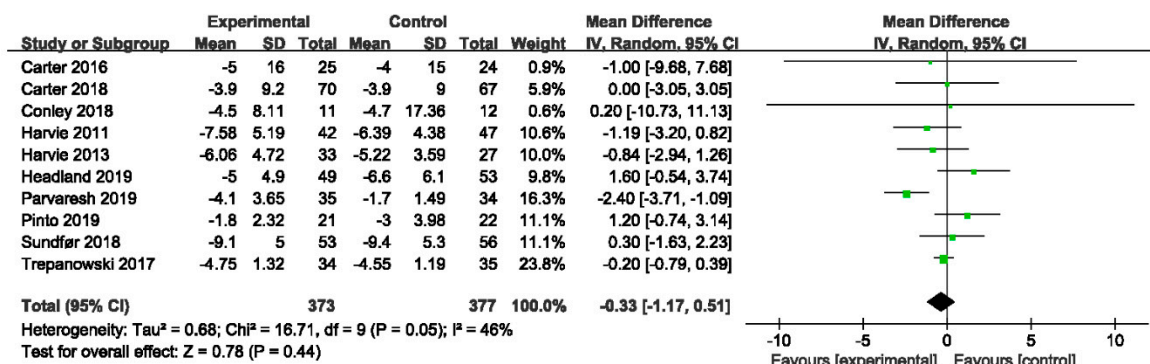 Experimental Control Mean Difference Mean Difference
Study or Subgroup Mean SD Total Mean SD Total Weight IV, Random, 95% CI IV, Random, 95% CI
Carter 2016 -5 16 25 -4 15 24 0.9% -1.00 [-9.68, 7.68]
Carter 2018 -3.9 9.2 70 -3.9 9 67 5.9% 0.00 [-3.05, 3.05]
Conley 2018 -4.5 8.11 11 -4.7 17.36 12 0.6% 0.20 [-10.73, 11.13]
Harvie 2011 -7.58 5.19 42 -6.39 4.38 47 10.6% -1.19 [-3.20, 0.82]
Harvie 2013 -6.06 4.72 33 -5.22 3.59 27 10.0% -0.84 [-2.94, 1.26]
Headland 2019 -5 4.9 49 -6.6 6.1 53 9.8% 1.60 [-0.54, 3.74]
Parvaresh 2019 -4.1 3.65 35 -1.7 1.49 34 16.3% -2.40 [-3.71, -1.09]
Pinto 2019 -1.8 2.32 21 -3 3.98 22 11.1% 1.20 [-0.74, 3.14]
Sundfør 2018 -9.1 5 53 -9.4 5.3 56 11.1% 0.30 [-1.63, 2.23]
Trepanowski 2017 -4.75 1.32 34 -4.55 1.19 35 23.8% -0.20 [-0.79, 0.39]
Total (95% CI) 373 377 100.0% -0.33 [-1.17, 0.51]
Heterogeneity: Tau² = 0.68; Chi² = 16.71, df = 9 (P = 0.05); I² = 46%
Test for overall effect: Z = 0.78 (P = 0.44)
-10 -5 0 5 10
Favours [experimental] Favours [control]